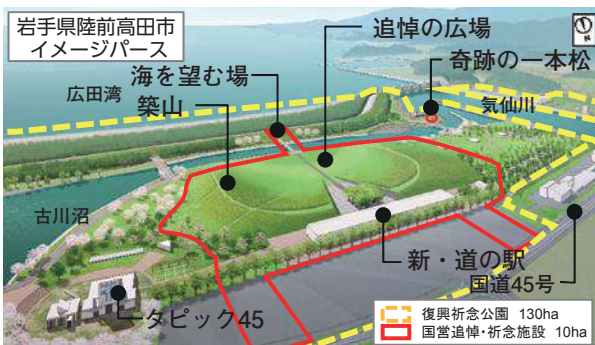 岩手県陸前高田市
イメージパース
追悼の広場
奇跡の一本松
海を望む場
広田湾
築山
気仙川
古川沼
新・道の駅
国道45号
タピック45
復興祈念公園 130ha
国営追悼・祈念施設 10ha
N